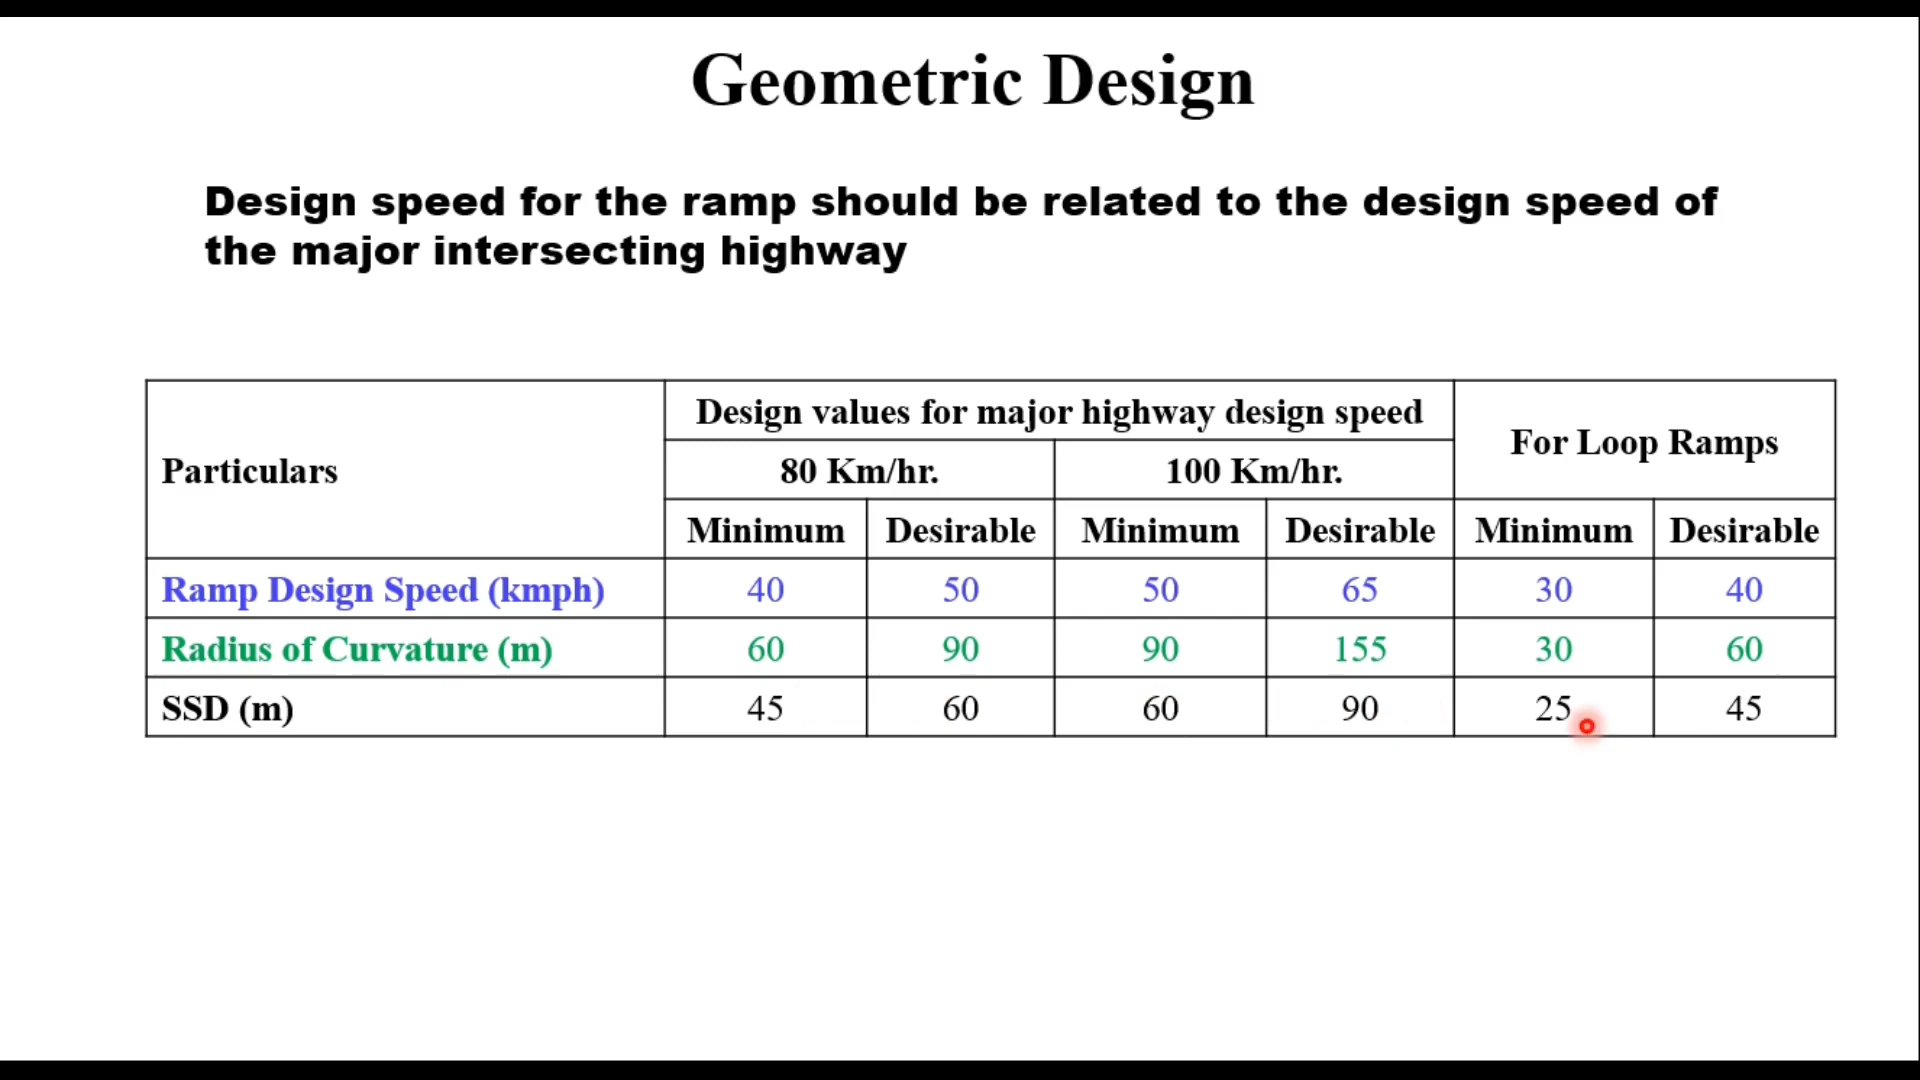 Geometric Design
Design speed for the ramp should be related to the design speed of
the major intersecting highway
Particulars
Design values for major highway design speed
For Loop Ramps
80 Km/hr.
100 Km/hr.
Minimum Desirable Minimum Desirable Minimum Desirable
Ramp Design Speed (kmph) 40 50 50 65 30 40
Radius of Curvature (m) 60 90 90 155 30 60
SSD (m) 45 60 60 90 25 45